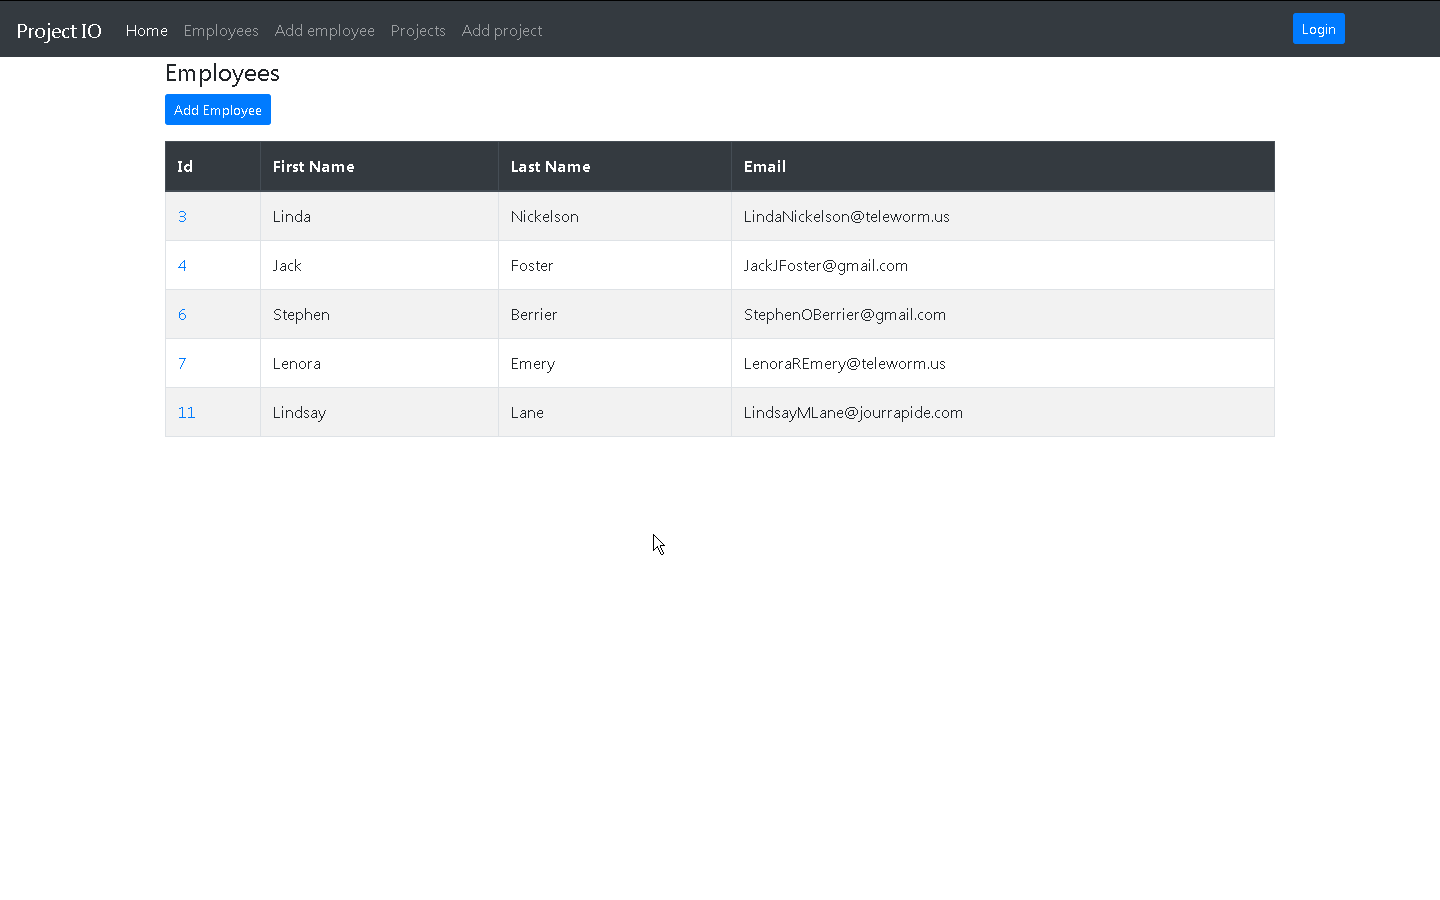 Project IO Home Employees Add employee Projects Add project Login
Employees
Add Employee
Id First Name Last Name Email
3 Linda Nickelson LindaNickelson@teleworm.us
4 Jack Foster JackJFoster@gmail.com
6 Stephen Berrier StephenOBerrier@gmail.com
7 Lenora Emery LenoraREmery@teleworm.us
11 Lindsay Lane LindsayMLane@jourrapide.com